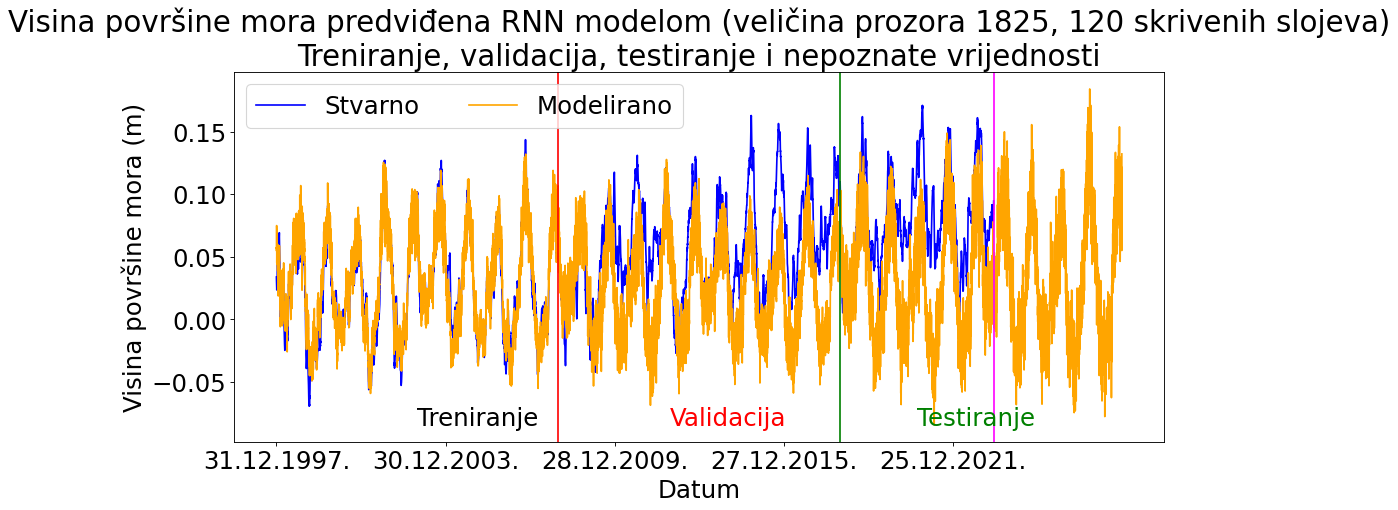 Visina površine mora predviđena RNN modelom (veličina prozora 1825, 120 skrivenih slojeva)
Treniranje, validacija, testiranje i nepoznate vrijednosti
Stvarno
Modelirano
Visina površine mora (m)
0.15
0.10
0.05
0.00
−0.05
Treniranje
Validacija
Testiranje
31.12.1997.
30.12.2003.
28.12.2009.
27.12.2015.
25.12.2021.
Datum